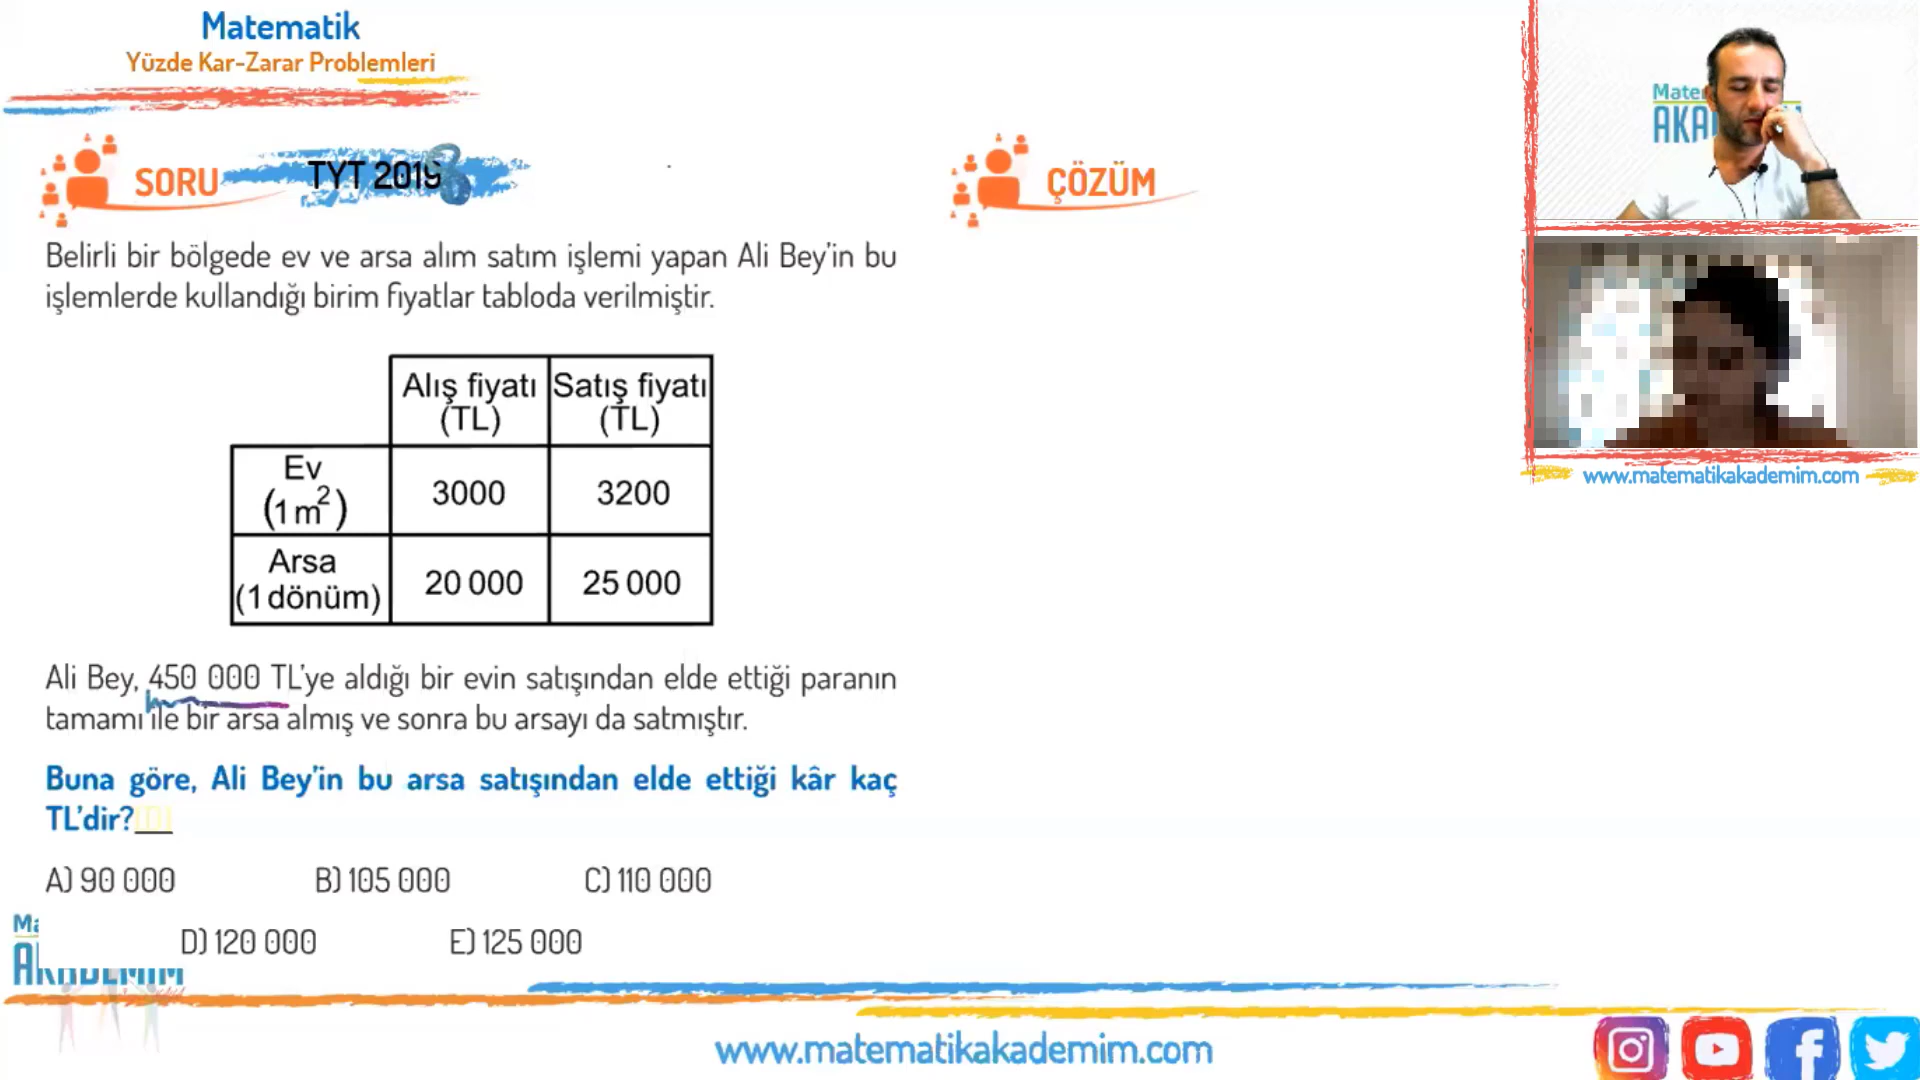 Matematik
Yüzde Kar-Zarar Problemleri
SORU
TYT 2018
ÇÖZÜM
Belirli bir bölgede ev ve arsa alım satım işlemi yapan Ali Bey'in bu
işlemlerde kullandığı birim fiyatlar tabloda verilmiştir.
Alış fiyatı (TL)
Satış fiyatı (TL)
Ev (1 m²)
3000
3200
Arsa (1 dönüm)
20 000
25 000
Ali Bey, 450 000 TL'ye aldığı bir evin satışından elde ettiği paranın
tamamı ile bir arsa almış ve sonra bu arsayı da satmıştır.
Buna göre, Ali Bey'in bu arsa satışından elde ettiği kâr kaç
TL'dir?
A) 90 000
B) 105 000
C) 110 000
D) 120 000
E) 125 000
AKADEMİM
www.matematikakademim.com
www.matematikakademim.com